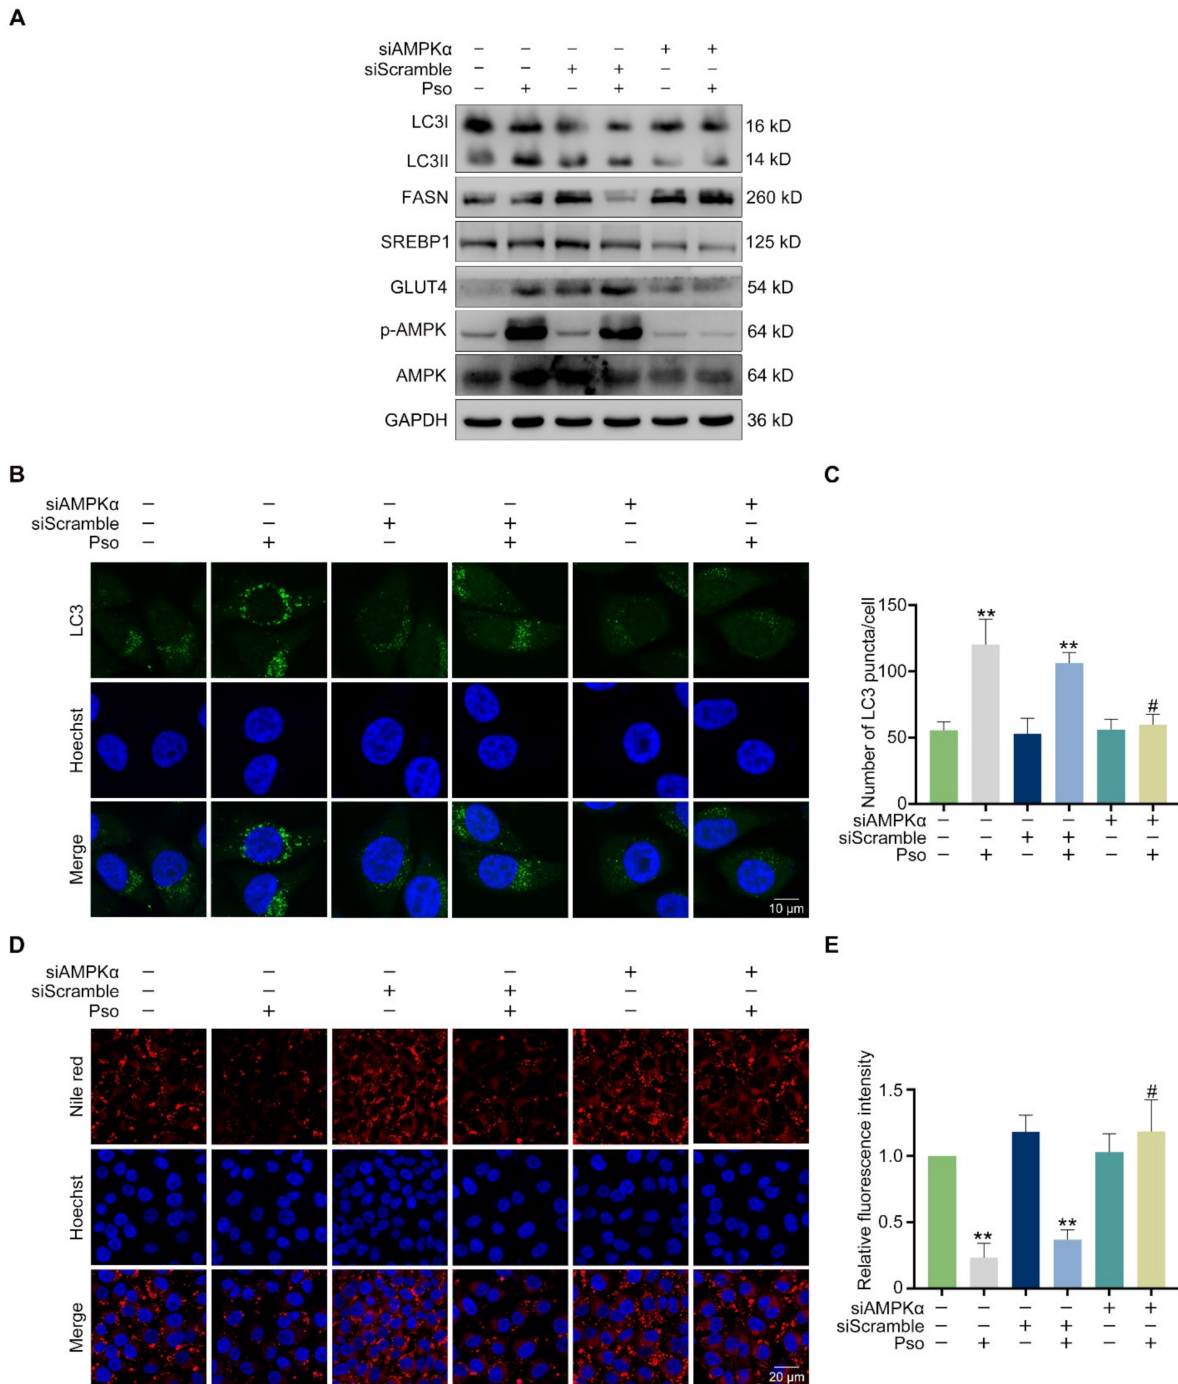 A
siAMPKα – – – – + +
siScramble – – + + – –
Pso – + – + – +
LC3I 16 kD
LC3II 14 kD
FASN 260 kD
SREBP1 125 kD
GLUT4 54 kD
p-AMPK 64 kD
AMPK 64 kD
GAPDH 36 kD
B
siAMPKα – – – – + +
siScramble – – + + – –
Pso – + – + – +
LC3
Hoechst
Merge
10 µm
C
Number of LC3 puncta/cell
150
100
50
0
** ** #
siAMPKα – – – – + +
siScramble – – + + – –
Pso – + – + – +
D
siAMPKα – – – – + +
siScramble – – + + – –
Pso – + – + – +
Nile red
Hoechst
Merge
20 µm
E
Relative fluorescence intensity
1.5
1.0
0.5
0
** ** #
siAMPKα – – – – + +
siScramble – – + + – –
Pso – + – + – +